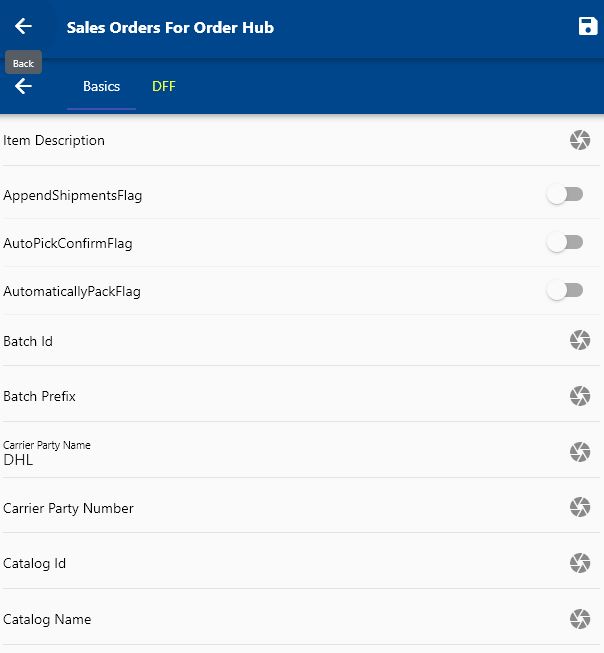 Sales Orders For Order Hub
Back
Basics DFF
Item Description
AppendShipmentsFlag
AutoPickConfirmFlag
AutomaticallyPackFlag
Batch Id
Batch Prefix
Carrier Party Name
DHL
Carrier Party Number
Catalog Id
Catalog Name